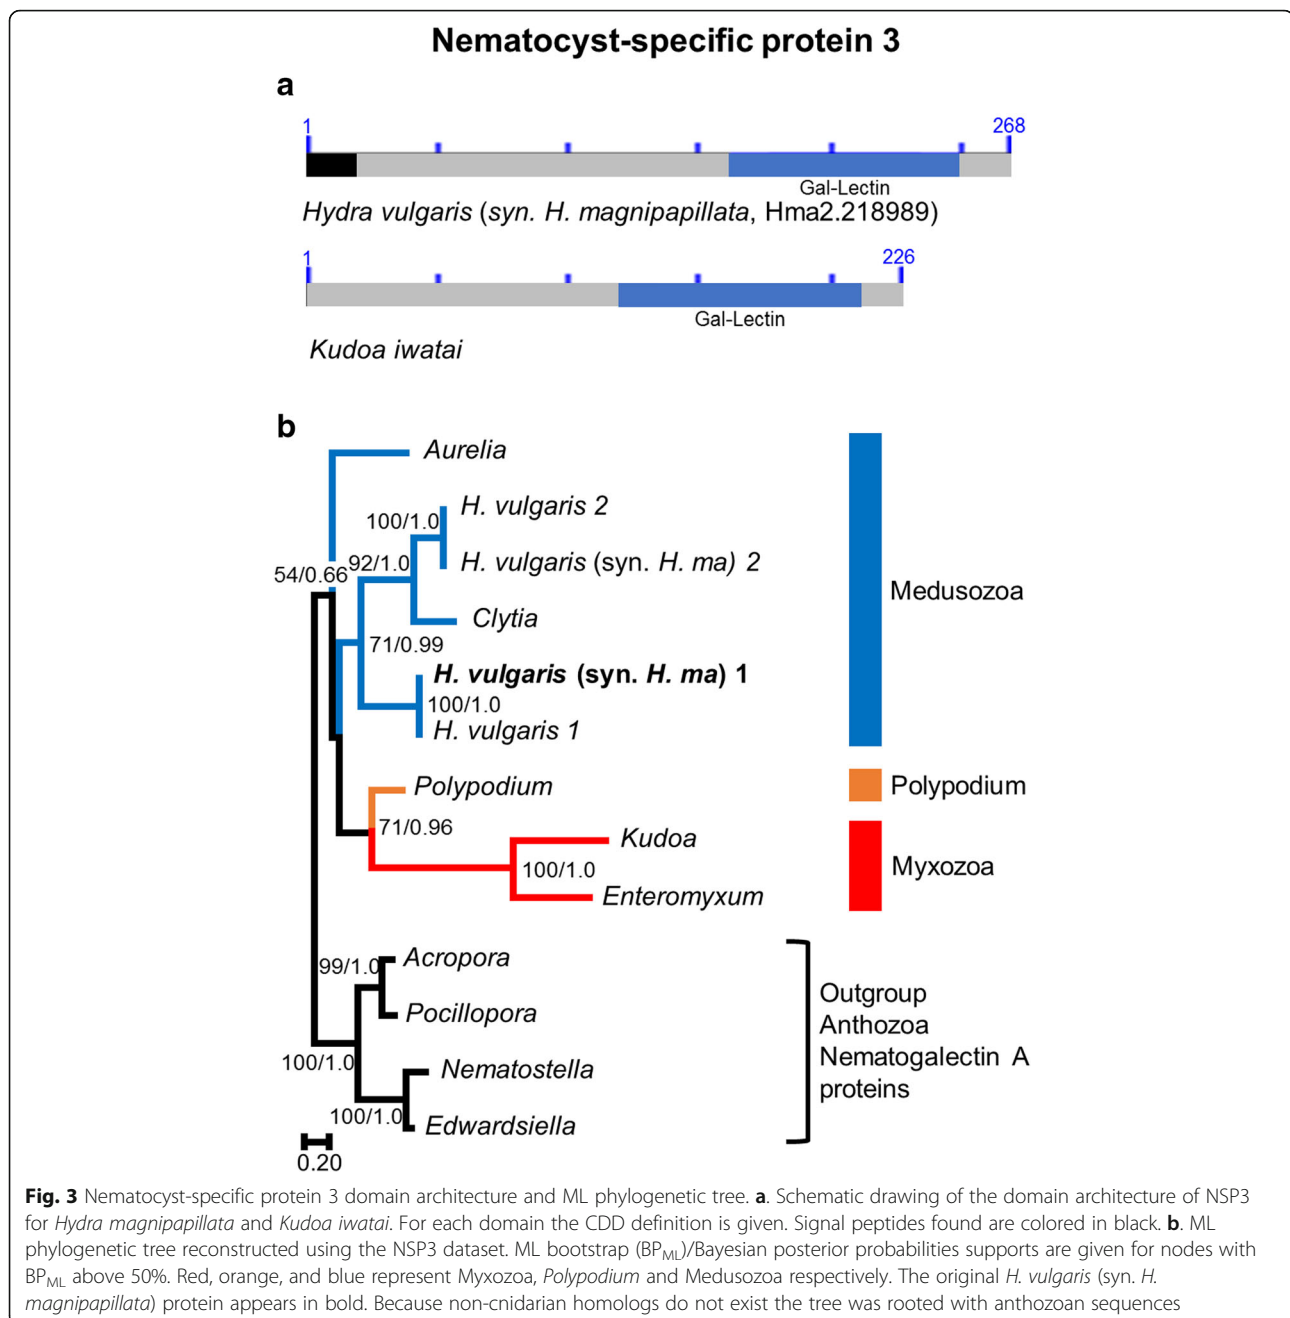 Nematocyst-specific protein 3
a
1
268
Gal-Lectin
Hydra vulgaris (syn. H. magnipapillata, Hma2.218989)
1
226
Gal-Lectin
Kudoa iwatai
b
Aurelia
H. vulgaris 2
100/1.0
H. vulgaris (syn. H. ma) 2
92/1.0
54/0.66
Medusozoa
Clytia
71/0.99
H. vulgaris (syn. H. ma) 1
100/1.0
H. vulgaris 1
Polypodium
Polypodium
71/0.96
Kudoa
100/1.0
Myxozoa
Enteromyxum
Acropora
99/1.0
Pocillopora
100/1.0
Nematostella
100/1.0
Edwardsiella
Outgroup
Anthozoa
Nematogalectin A
proteins
0.20
Fig. 3 Nematocyst-specific protein 3 domain architecture and ML phylogenetic tree. a. Schematic drawing of the domain architecture of NSP3
for Hydra magnipapillata and Kudoa iwatai. For each domain the CDD definition is given. Signal peptides found are colored in black. b. ML
phylogenetic tree reconstructed using the NSP3 dataset. ML bootstrap (BPML)/Bayesian posterior probabilities supports are given for nodes with
BPML above 50%. Red, orange, and blue represent Myxozoa, Polypodium and Medusozoa respectively. The original H. vulgaris (syn. H.
magnipapillata) protein appears in bold. Because non-cnidarian homologs do not exist the tree was rooted with anthozoan sequences